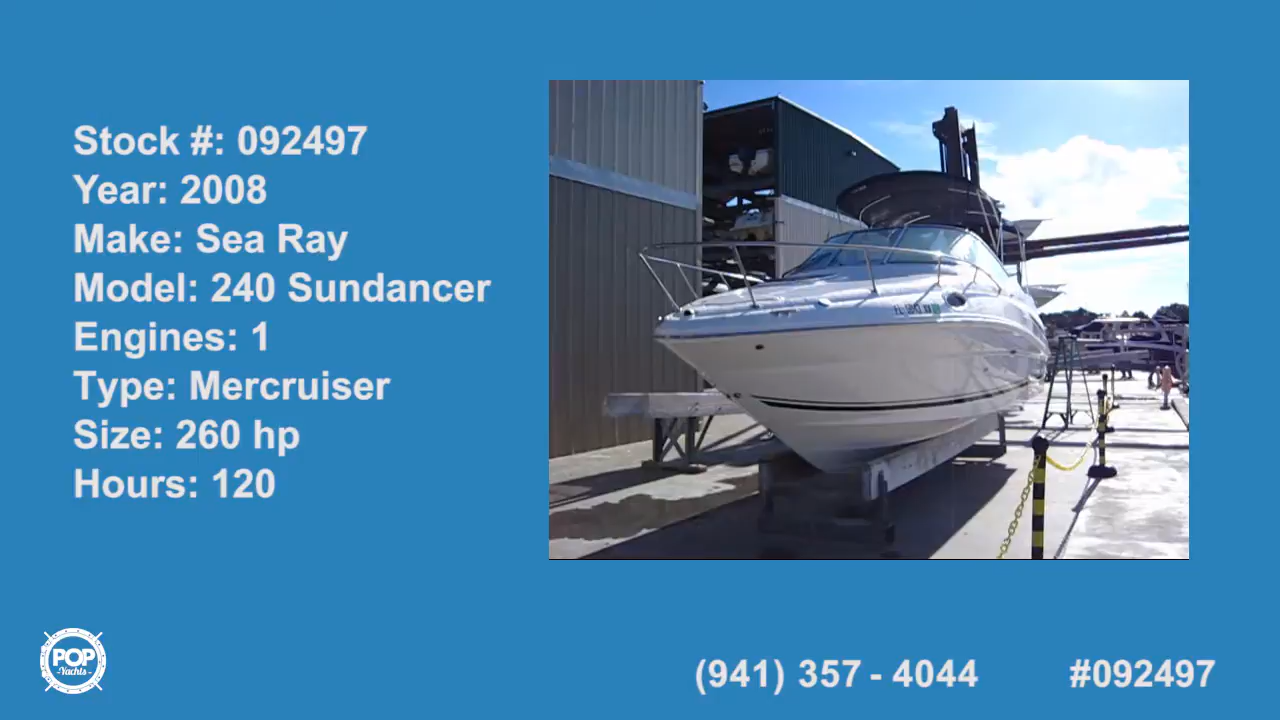 Stock #: 092497
Year: 2008
Make: Sea Ray
Model: 240 Sundancer
Engines: 1
Type: Mercruiser
Size: 260 hp
Hours: 120
POP
Yachts
(941) 357 - 4044
#092497